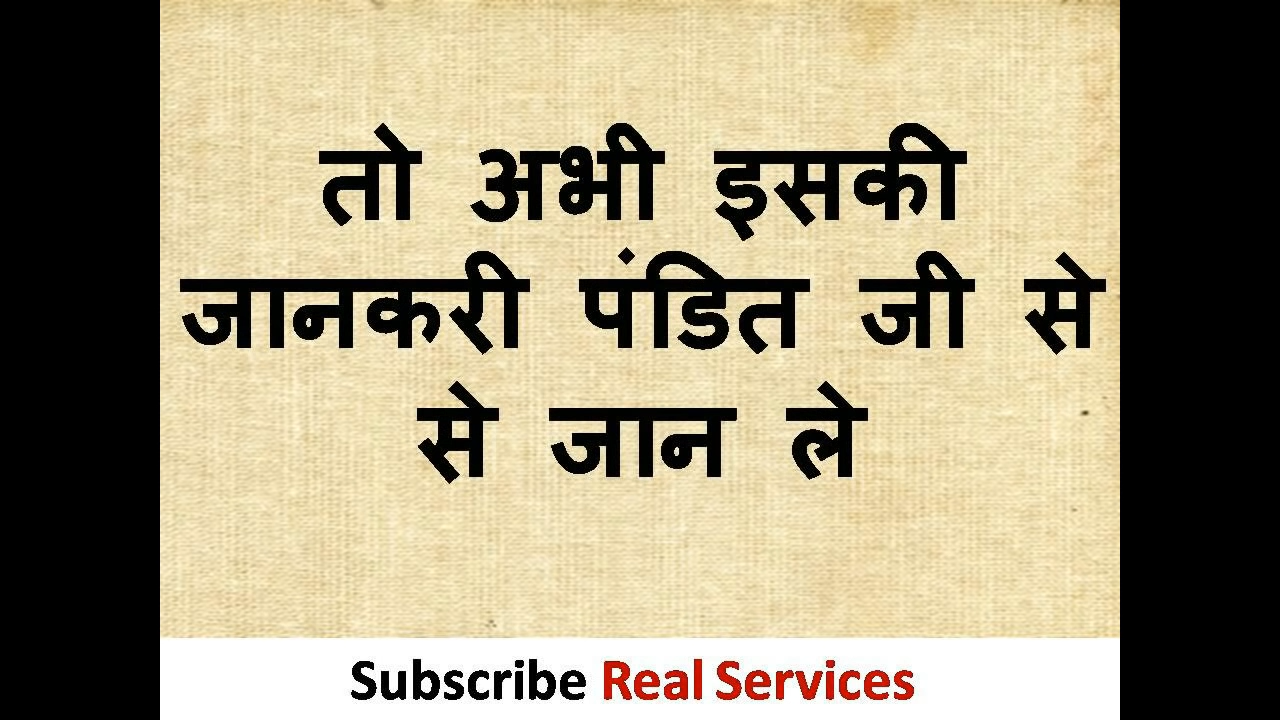 तो अभी इसकी
जानकरी पंडित जी से
से जान ले
Subscribe Real Services